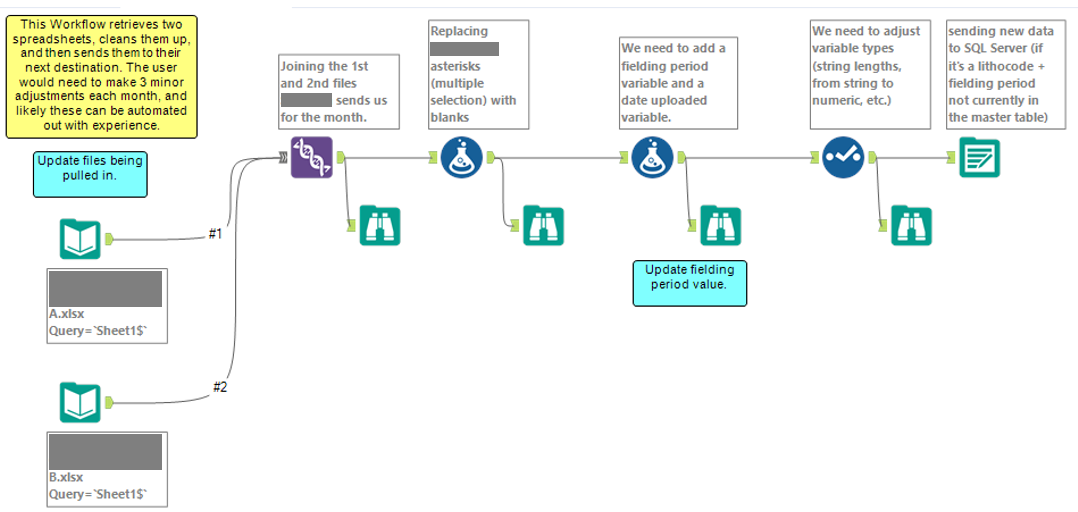 This Workflow retrieves two
spreadsheets, cleans them up,
and then sends them to their
next destination. The user
would need to make 3 minor
adjustments each month, and
likely these can be automated
out with experience.
Update files being
pulled in.
#1
A.xlsx
Query=`Sheet1$`
#2
B.xlsx
Query=`Sheet1$`
Joining the 1st
and 2nd files
sends us
for the month.
Replacing
asterisks
(multiple
selection) with
blanks
We need to add a
fielding period
variable and a
date uploaded
variable.
Update fielding
period value.
We need to adjust
variable types
(string lengths,
from string to
numeric, etc.)
sending new data
to SQL Server (if
it's a lithocode +
fielding period
not currently in
the master table)